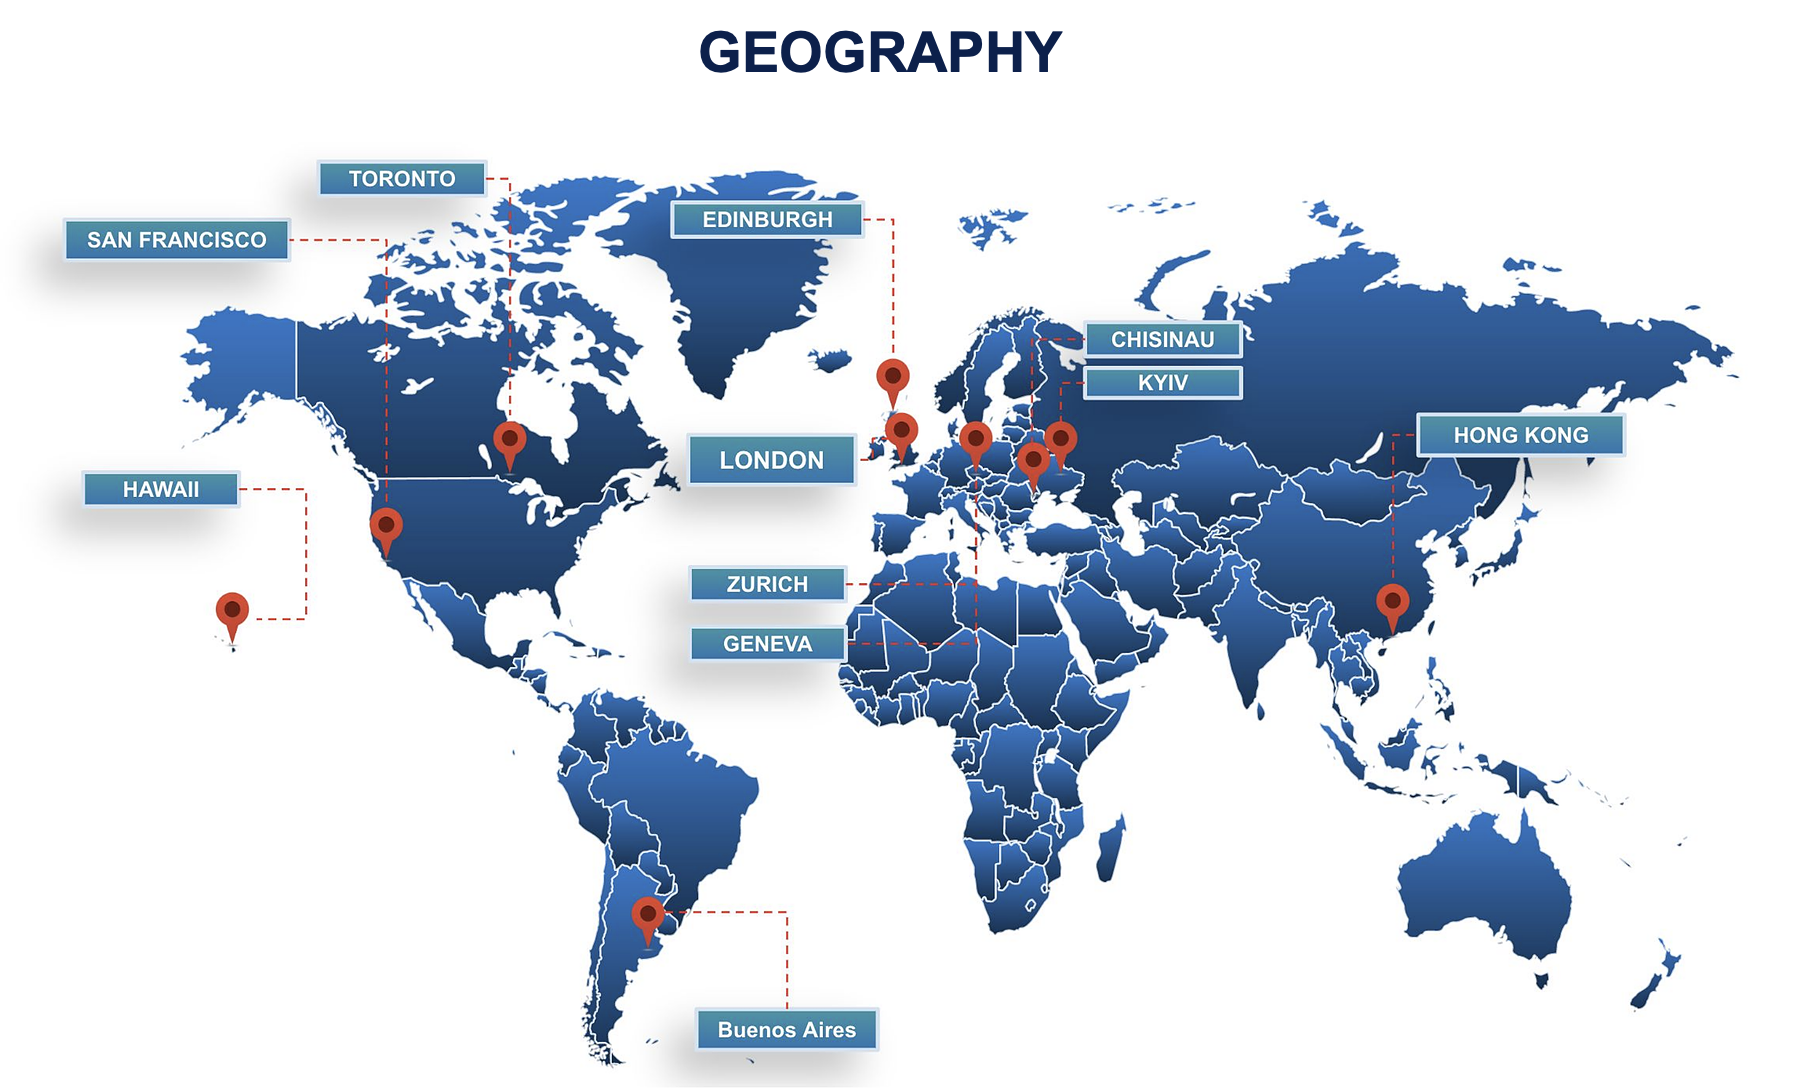 GEOGRAPHY
TORONTO
SAN FRANCISCO
EDINBURGH
CHISINAU
KYIV
HONG KONG
LONDON
HAWAII
ZURICH
GENEVA
Buenos Aires